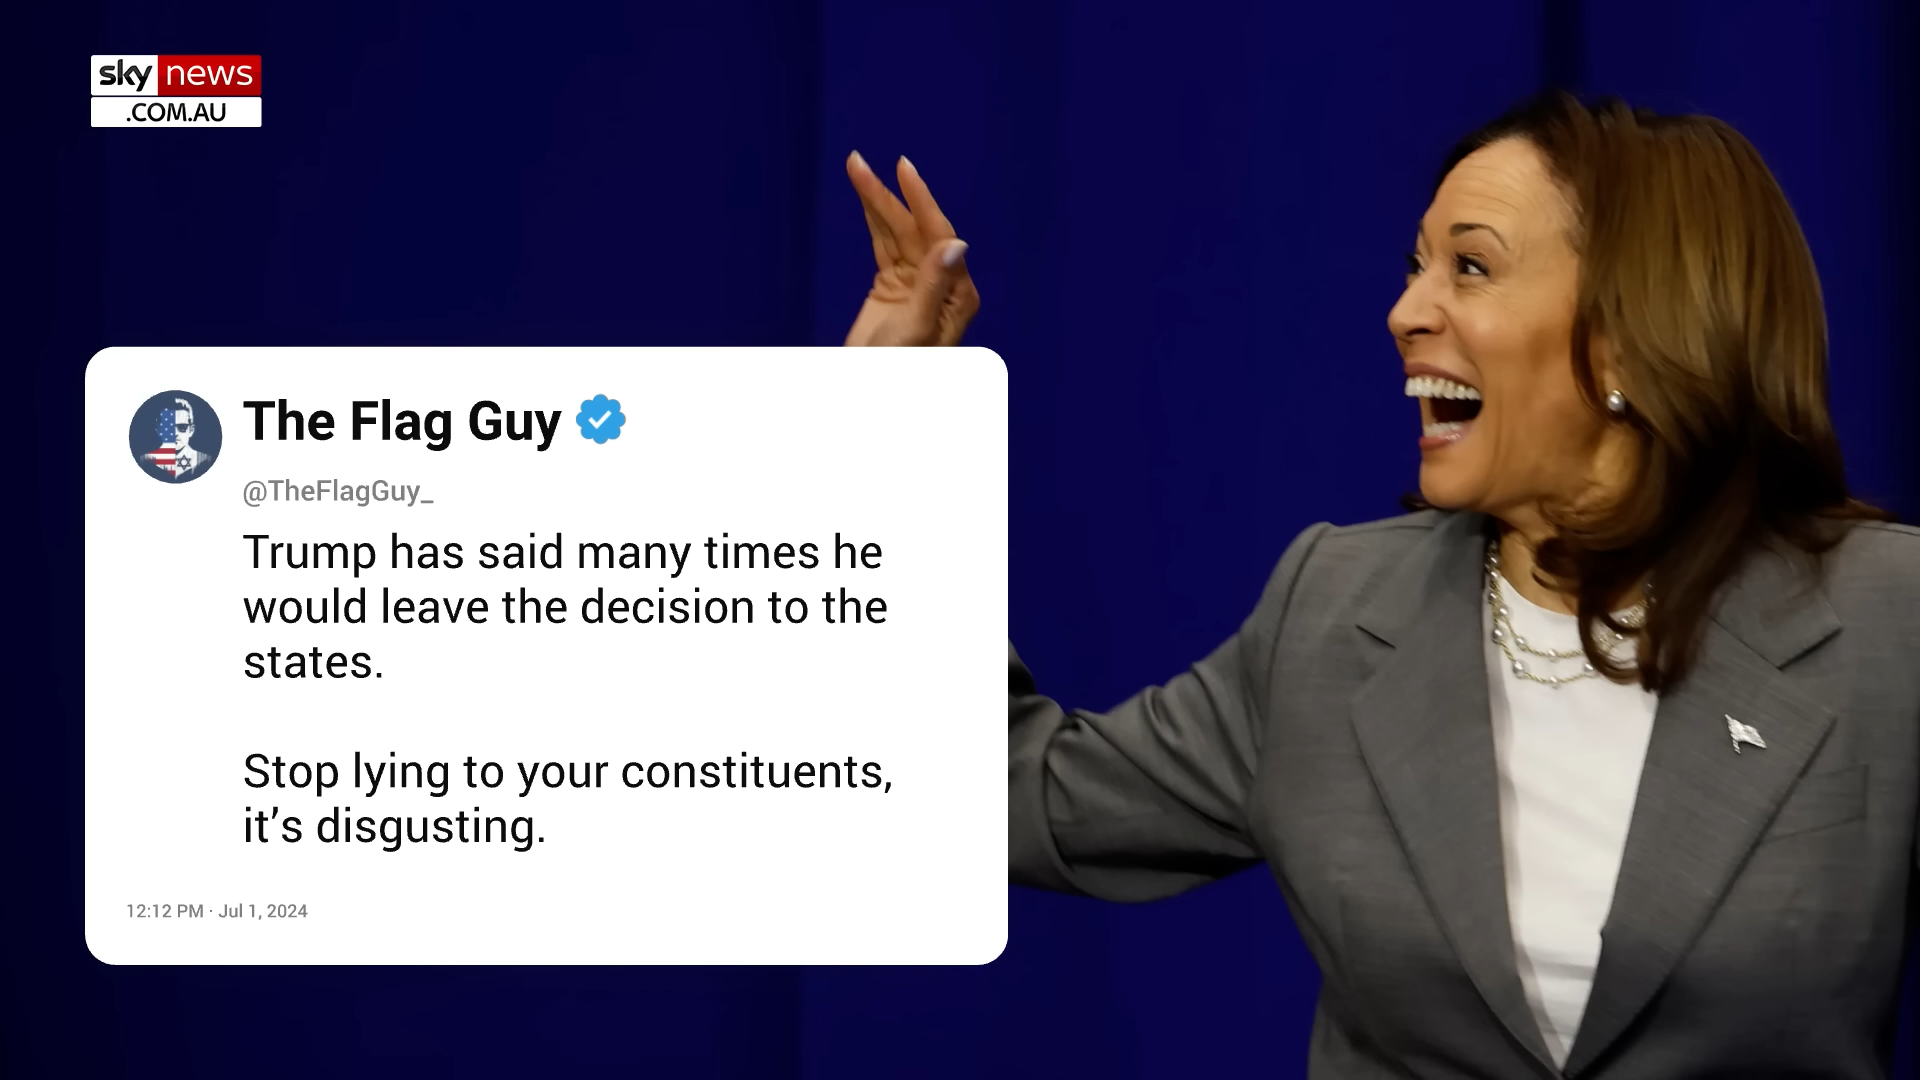 sky news
.COM.AU
The Flag Guy
@TheFlagGuy_
Trump has said many times he
would leave the decision to the
states.
Stop lying to your constituents,
it’s disgusting.
12:12 PM · Jul 1, 2024